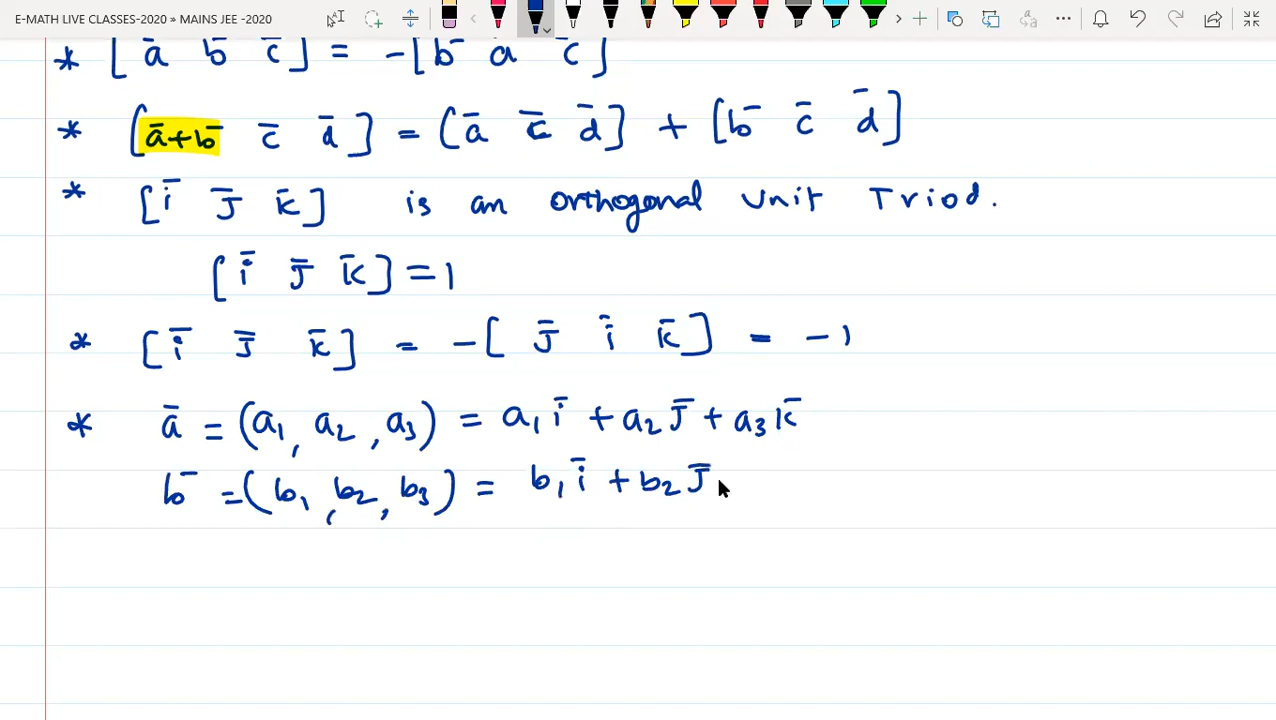 E-MATH LIVE CLASSES-2020 » MAINS JEE -2020
* [ā b̄ c̄] = -[b̄ a c̄]
* [ā+b̄ c̄ d̄] = [ā c̄ d̄] + [b̄ c̄ d̄]
* [ī J̄ K̄] is an orthogonal unit Triod.
[ī J̄ K̄] = 1
* [ī J̄ K̄] = -[J̄ ī K̄] = -1
* ā = (a₁, a₂, a₃) = a₁ī + a₂J̄ + a₃K̄
b̄ = (b₁, b₂, b₃) = b₁ī + b₂J̄